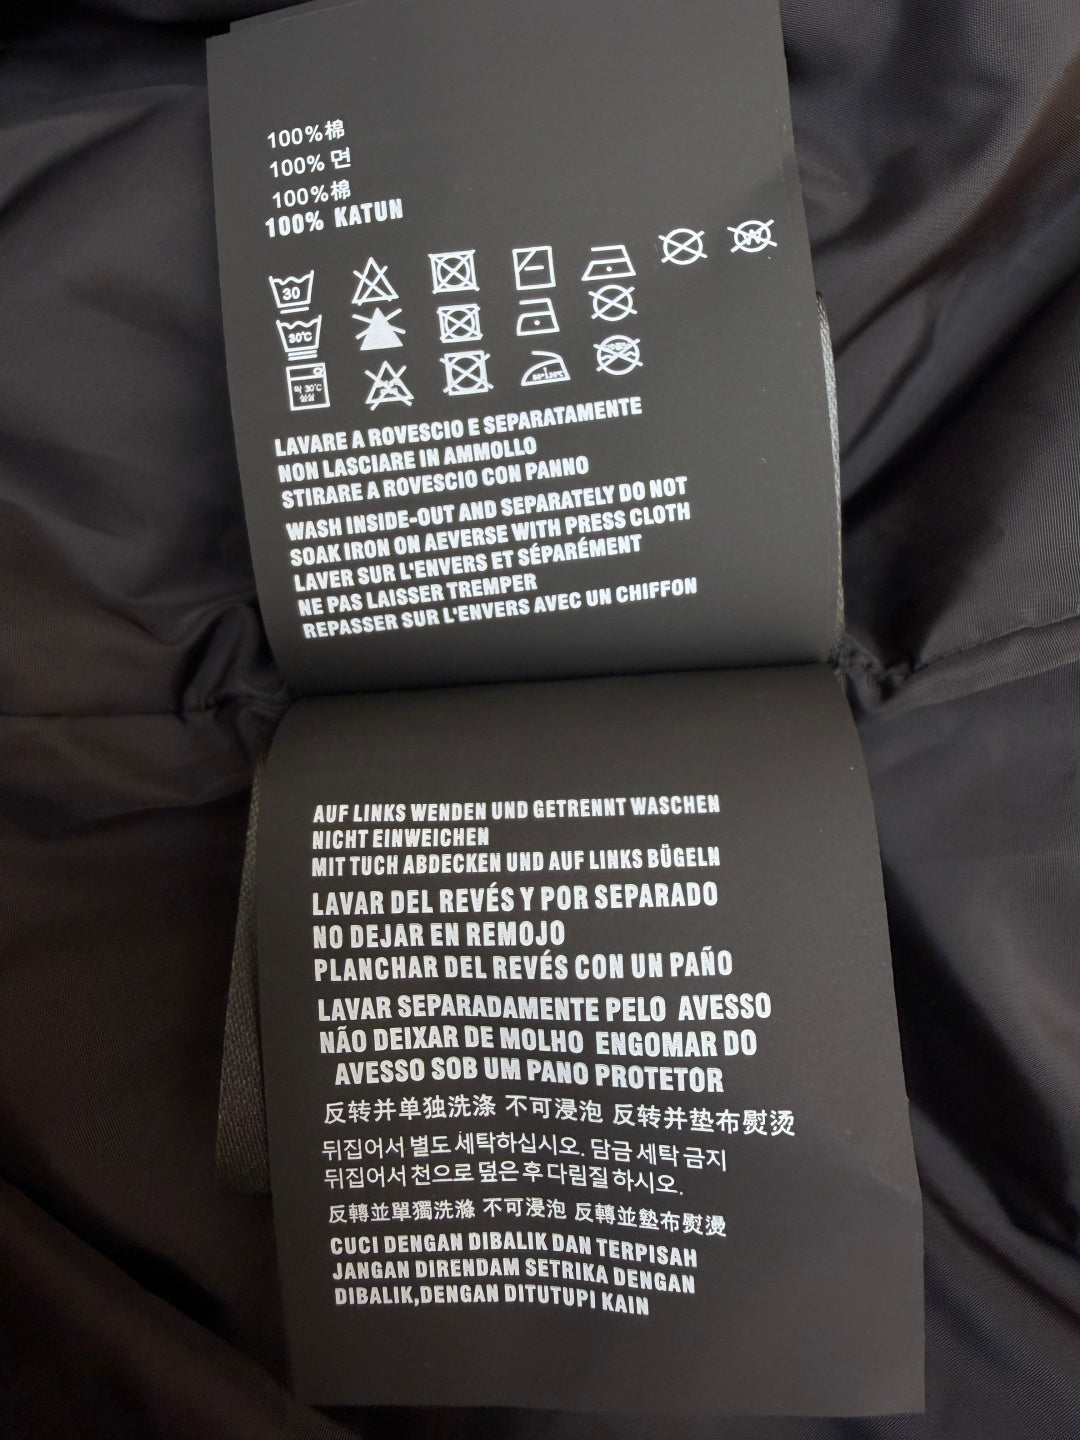 100%棉
100% 면
100%棉
100% KATUN
30
30℃
약 30℃
LAVARE A ROVESCIO E SEPARATAMENTE
NON LASCIARE IN AMMOLLO
STIRARE A ROVESCIO CON PANNO
WASH INSIDE-OUT AND SEPARATELY DO NOT
SOAK IRON ON AEVERSE WITH PRESS CLOTH
LAVER SUR L'ENVERS ET SÉPARÉMENT
NE PAS LAISSER TREMPER
REPASSER SUR L'ENVERS AVEC UN CHIFFON
AUF LINKS WENDEN UND GETRENNT WASCHEN
NICHT EINWEICHEN
MIT TUCH ABDECKEN UND AUF LINKS BÜGELN
LAVAR DEL REVÉS Y POR SEPARADO
NO DEJAR EN REMOJO
PLANCHAR DEL REVÉS CON UN PAÑO
LAVAR SEPARADAMENTE PELO AVESSO
NÃO DEIXAR DE MOLHO ENGOMAR DO
AVESSO SOB UM PANO PROTETOR
反转并单独洗涤 不可浸泡 反转并垫布熨烫
뒤집어서 별도 세탁하십시오. 담금 세탁 금지
뒤집어서 천으로 덮은 후 다림질 하시오.
反轉並單獨洗滌 不可浸泡 反轉並墊布熨燙
CUCI DENGAN DIBALIK DAN TERPISAH
JANGAN DIRENDAM SETRIKA DENGAN
DIBALIK,DENGAN DITUTUPI KAIN